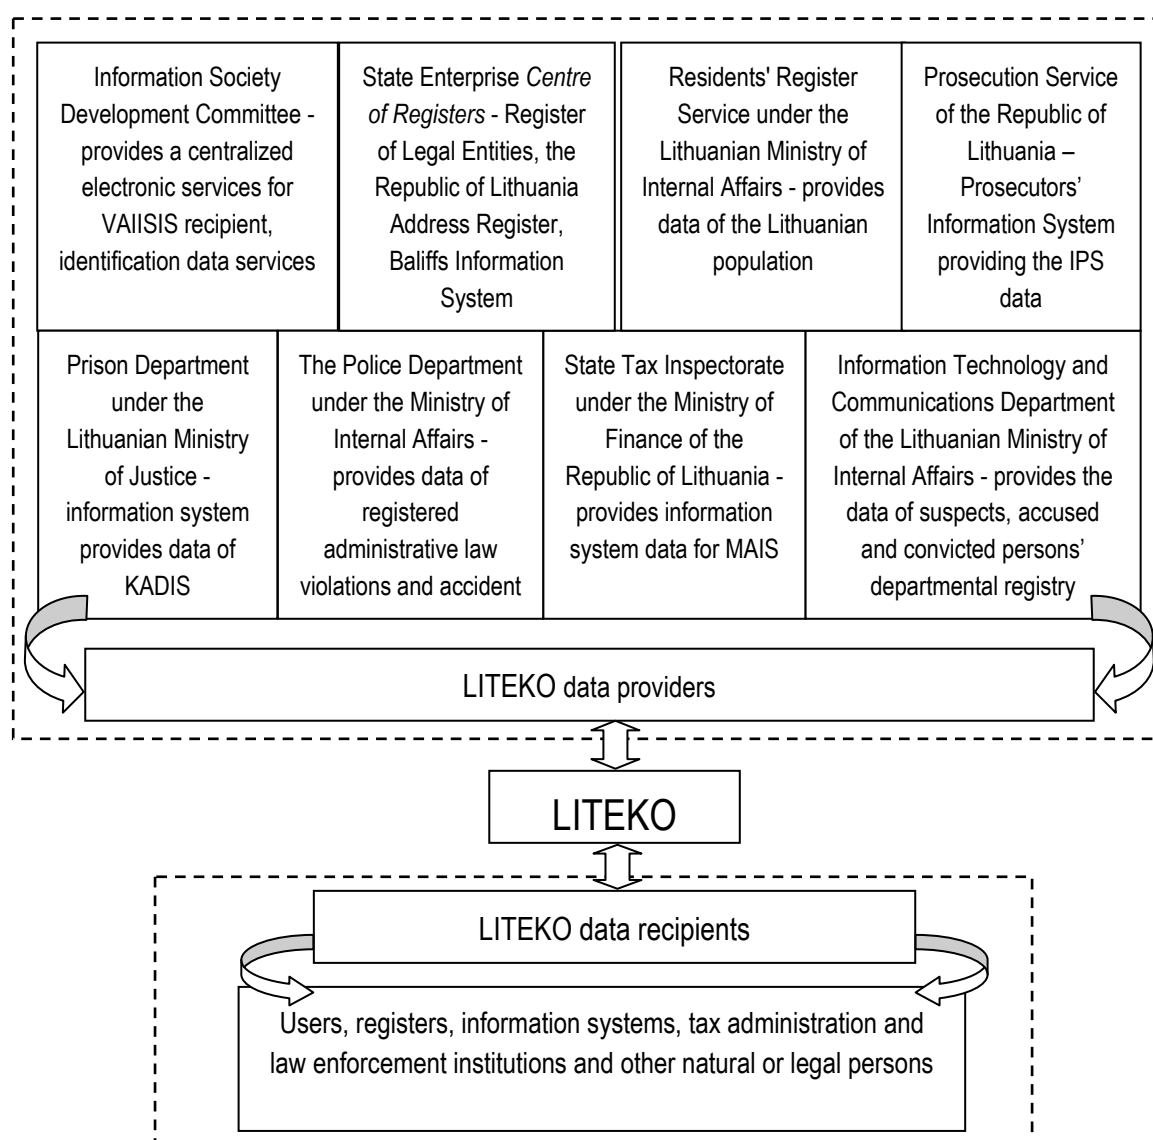 Information Society
Development Committee -
provides a centralized
electronic services for
VAIISIS recipient,
identification data services
State Enterprise Centre
of Registers - Register
of Legal Entities, the
Republic of Lithuania
Address Register,
Baliffs Information
System
Residents' Register
Service under the
Lithuanian Ministry of
Internal Affairs - provides
data of the Lithuanian
population
Prosecution Service
of the Republic of
Lithuania –
Prosecutors’
Information System
providing the IPS
data
Prison Department
under the
Lithuanian Ministry
of Justice -
information system
provides data of
KADIS
The Police Department
under the Ministry of
Internal Affairs -
provides data of
registered
administrative law
violations and accident
State Tax Inspectorate
under the Ministry of
Finance of the
Republic of Lithuania -
provides information
system data for MAIS
Information Technology and
Communications Department
of the Lithuanian Ministry of
Internal Affairs - provides the
data of suspects, accused
and convicted persons’
departmental registry
LITEKO data providers
LITEKO
LITEKO data recipients
Users, registers, information systems, tax administration and
law enforcement institutions and other natural or legal persons